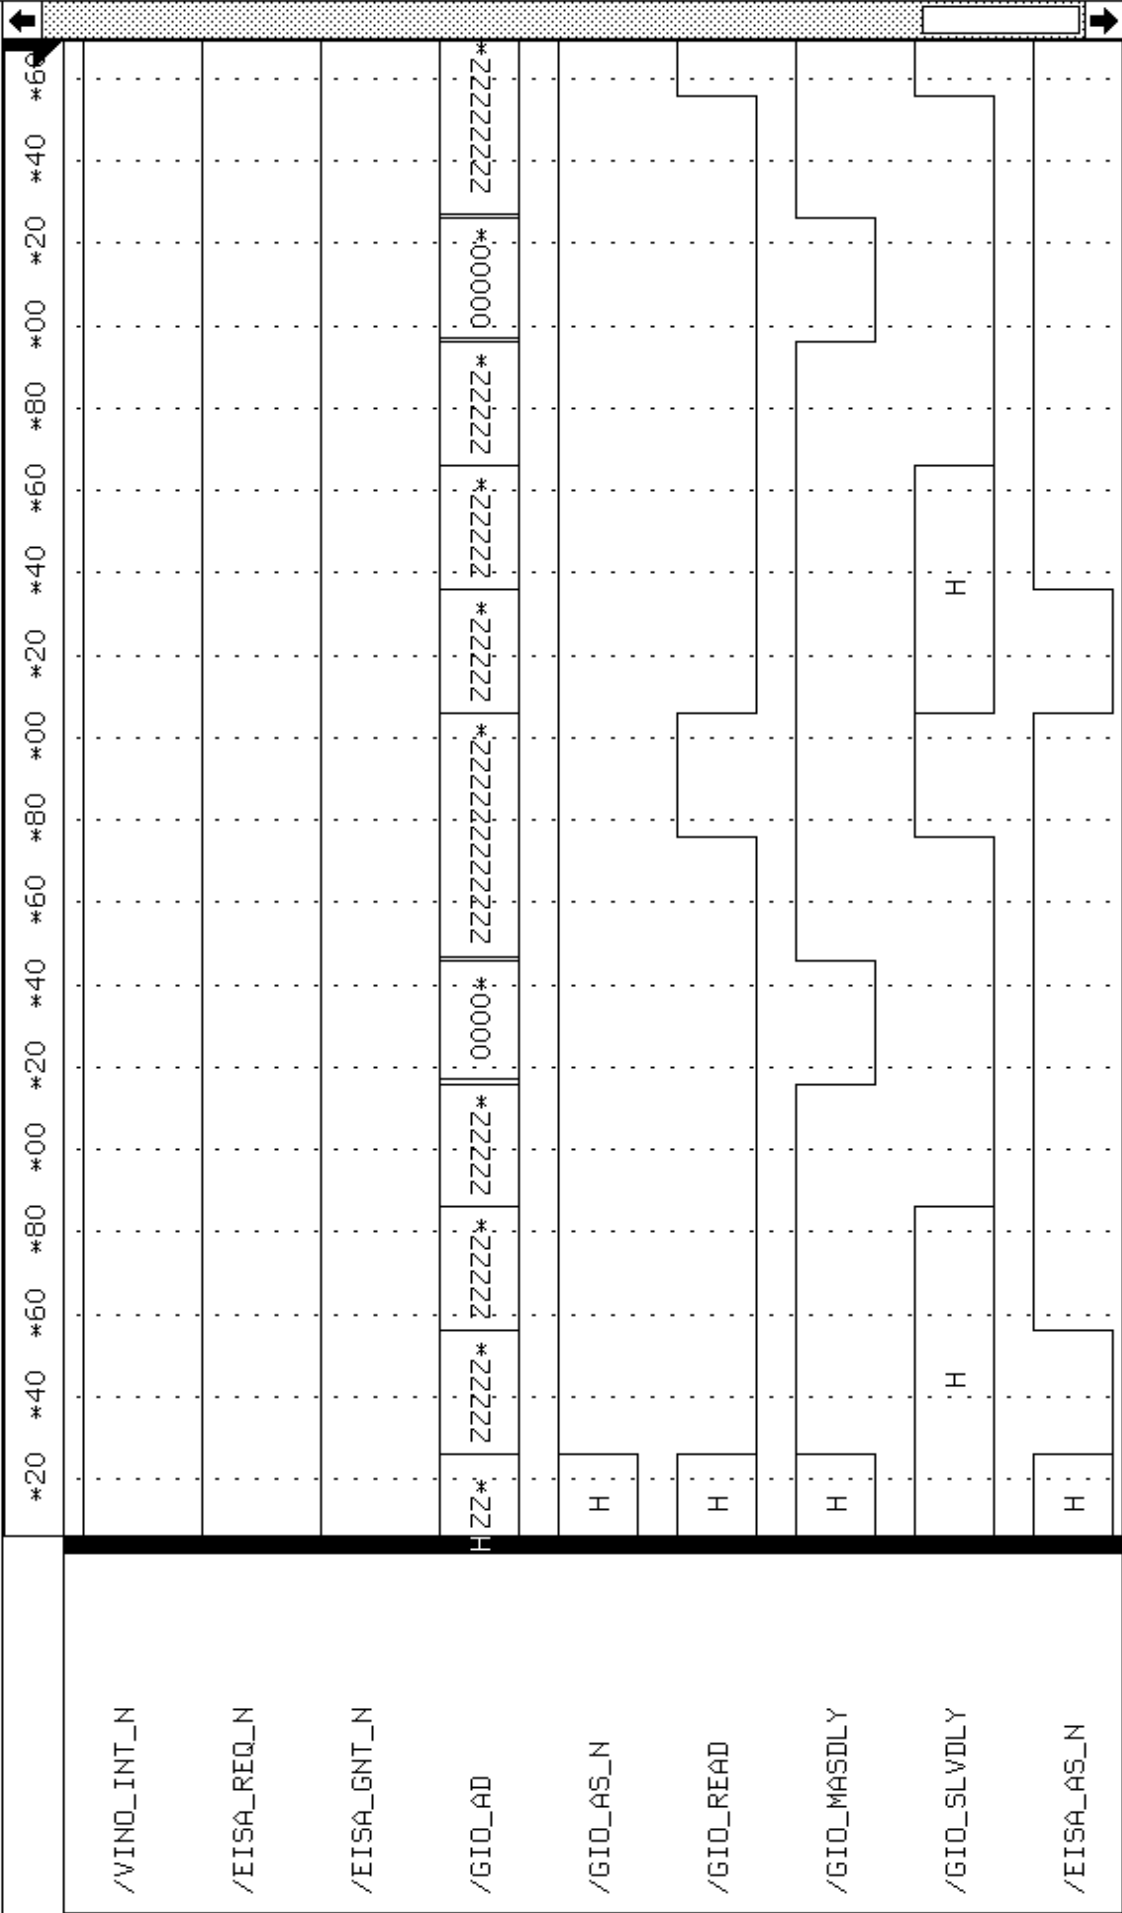 *20 *40 *60 *80 *00 *20 *40 *60 *80 *00 *20 *40 *60 *80 *00 *20 *40 *60
/VINO_INT_N
/EISA_REQ_N
/EISA_GNT_N
/GIO_AD HZZ* ZZZZZ* ZZZZZ* ZZZZZ* 0000* ZZZZZZZZZZZZ* ZZZZZ* ZZZZZ* ZZZZZ* 00000* ZZZZZZZZ*
/GIO_AS_N H
/GIO_READ H
/GIO_MASDLY H
/GIO_SLVDLY H H
/EISA_AS_N H